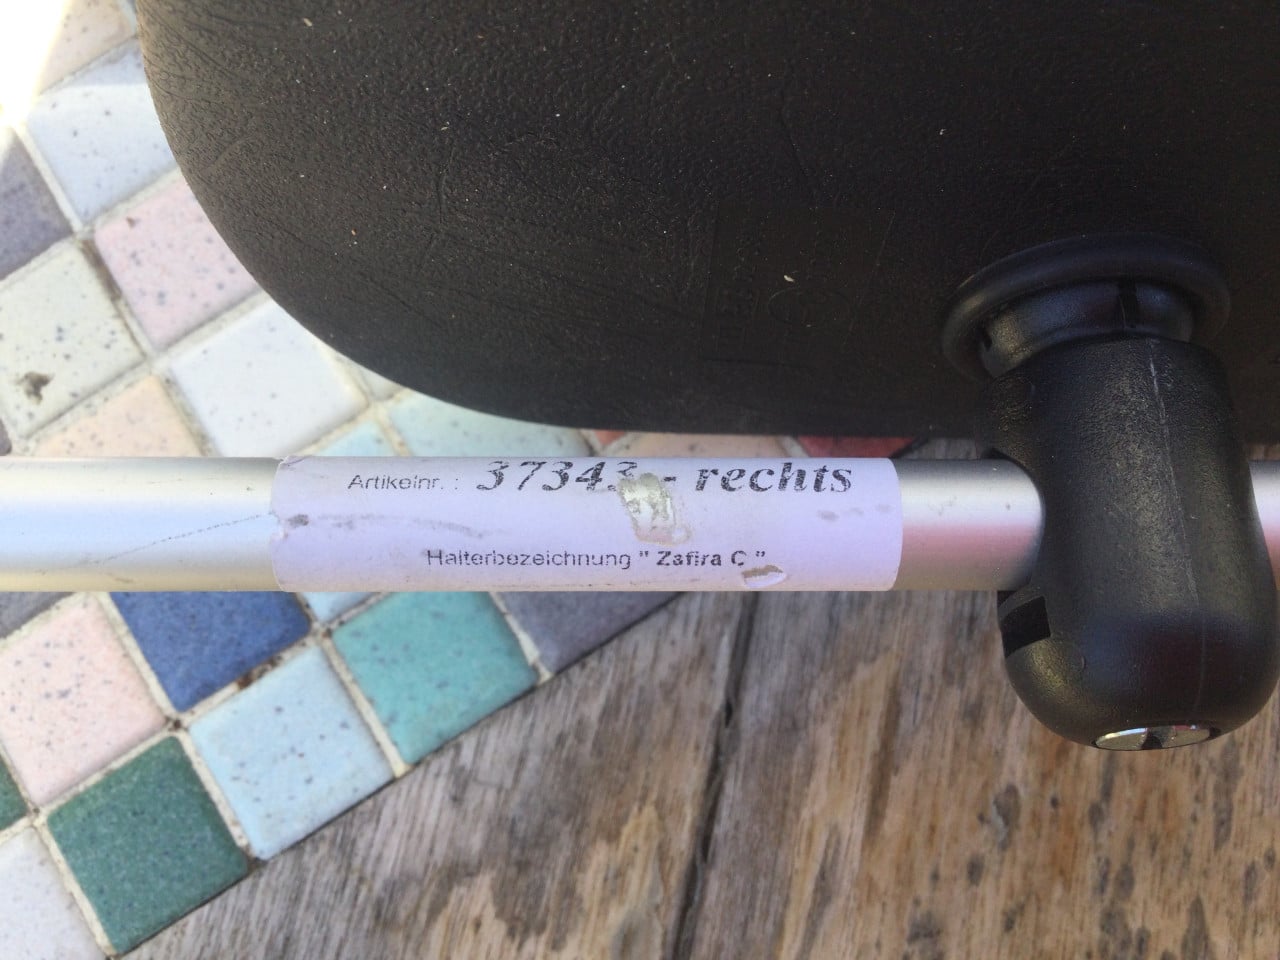 Artikelnr. : 37343 - rechts
Halterbezeichnung " Zafira C "